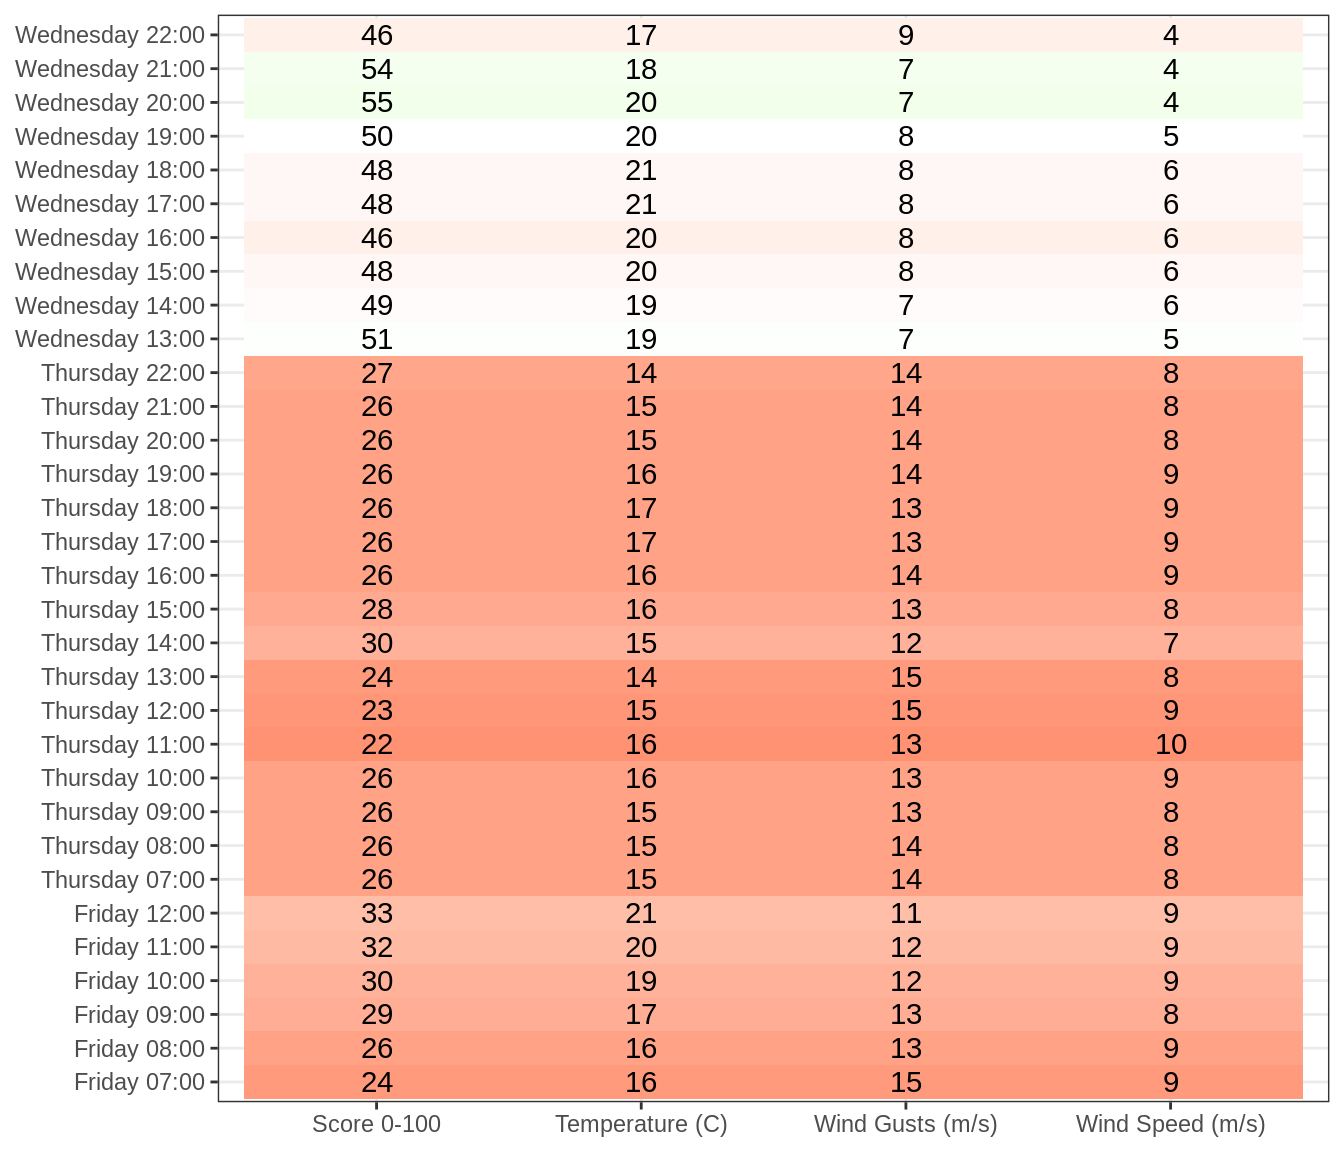 Wednesday 22:00 46 17 9 4
Wednesday 21:00 54 18 7 4
Wednesday 20:00 55 20 7 4
Wednesday 19:00 50 20 8 5
Wednesday 18:00 48 21 8 6
Wednesday 17:00 48 21 8 6
Wednesday 16:00 46 20 8 6
Wednesday 15:00 48 20 8 6
Wednesday 14:00 49 19 7 6
Wednesday 13:00 51 19 7 5
Thursday 22:00 27 14 14 8
Thursday 21:00 26 15 14 8
Thursday 20:00 26 15 14 8
Thursday 19:00 26 16 14 9
Thursday 18:00 26 17 13 9
Thursday 17:00 26 17 13 9
Thursday 16:00 26 16 14 9
Thursday 15:00 28 16 13 8
Thursday 14:00 30 15 12 7
Thursday 13:00 24 14 15 8
Thursday 12:00 23 15 15 9
Thursday 11:00 22 16 13 10
Thursday 10:00 26 16 13 9
Thursday 09:00 26 15 13 8
Thursday 08:00 26 15 14 8
Thursday 07:00 26 15 14 8
Friday 12:00 33 21 11 9
Friday 11:00 32 20 12 9
Friday 10:00 30 19 12 9
Friday 09:00 29 17 13 8
Friday 08:00 26 16 13 9
Friday 07:00 24 16 15 9
Score 0-100 Temperature (C) Wind Gusts (m/s) Wind Speed (m/s)